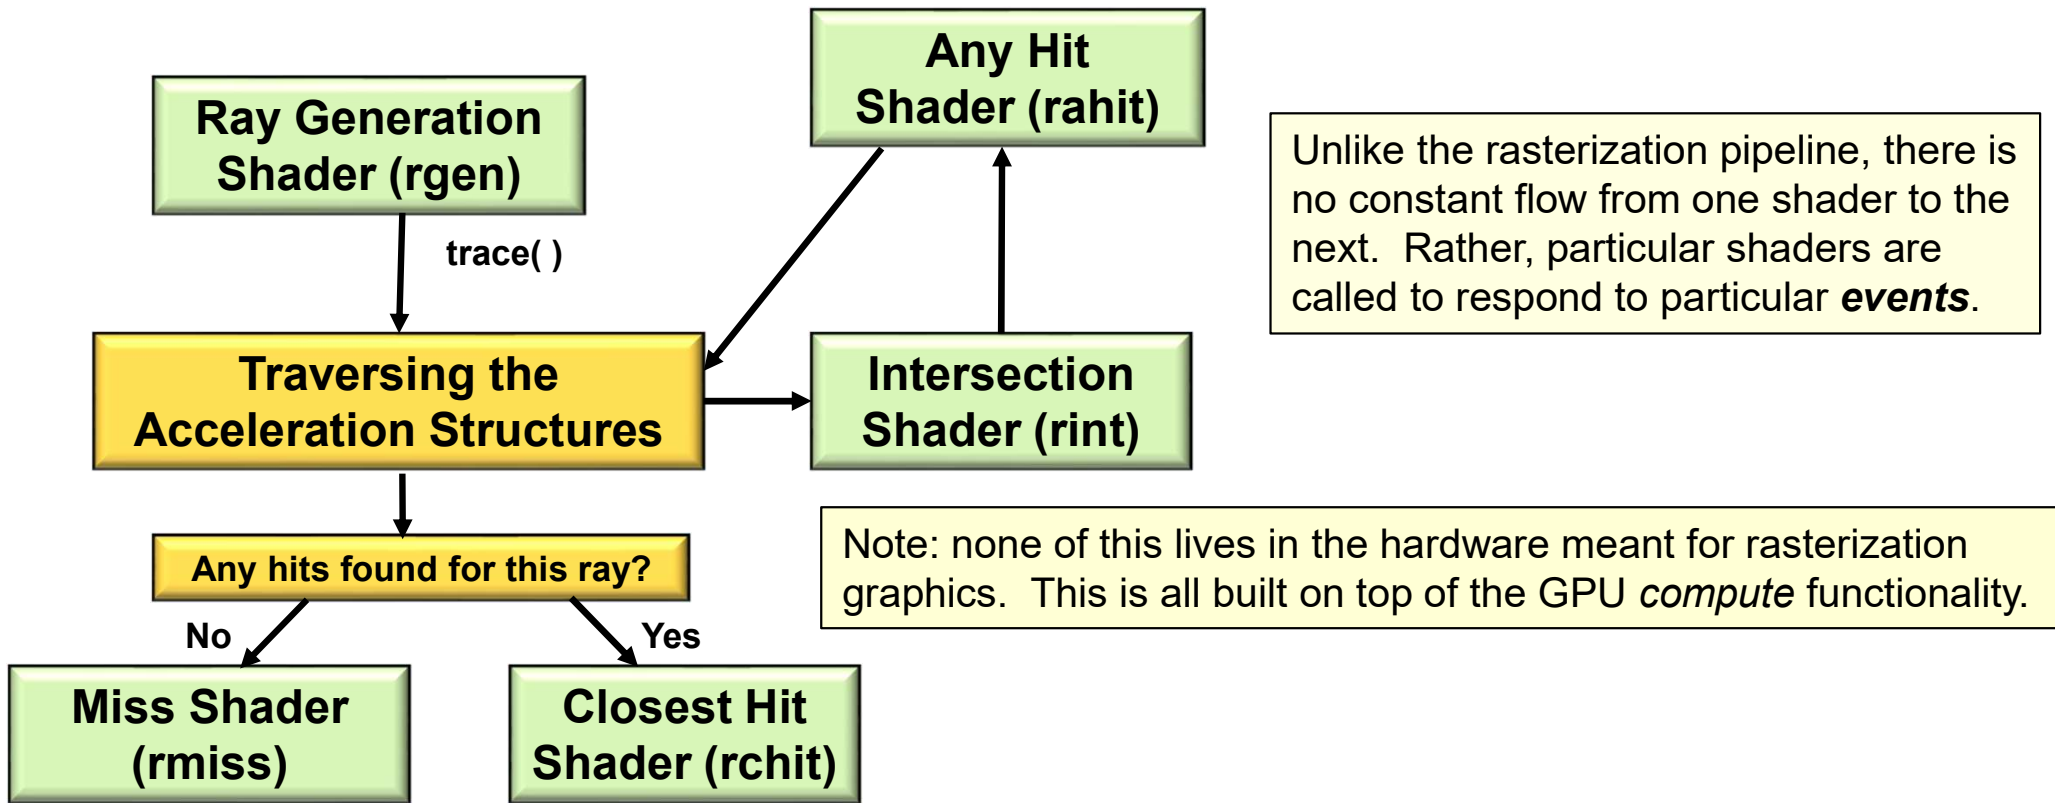 Any Hit
Shader (rahit)
Ray Generation
Shader (rgen)
Unlike the rasterization pipeline, there is
no constant flow from one shader to the
next.  Rather, particular shaders are
called to respond to particular events.
trace( )
Traversing the
Acceleration Structures
Intersection
Shader (rint)
Note: none of this lives in the hardware meant for rasterization
graphics.  This is all built on top of the GPU compute functionality.
Any hits found for this ray?
No
Yes
Miss Shader
(rmiss)
Closest Hit
Shader (rchit)